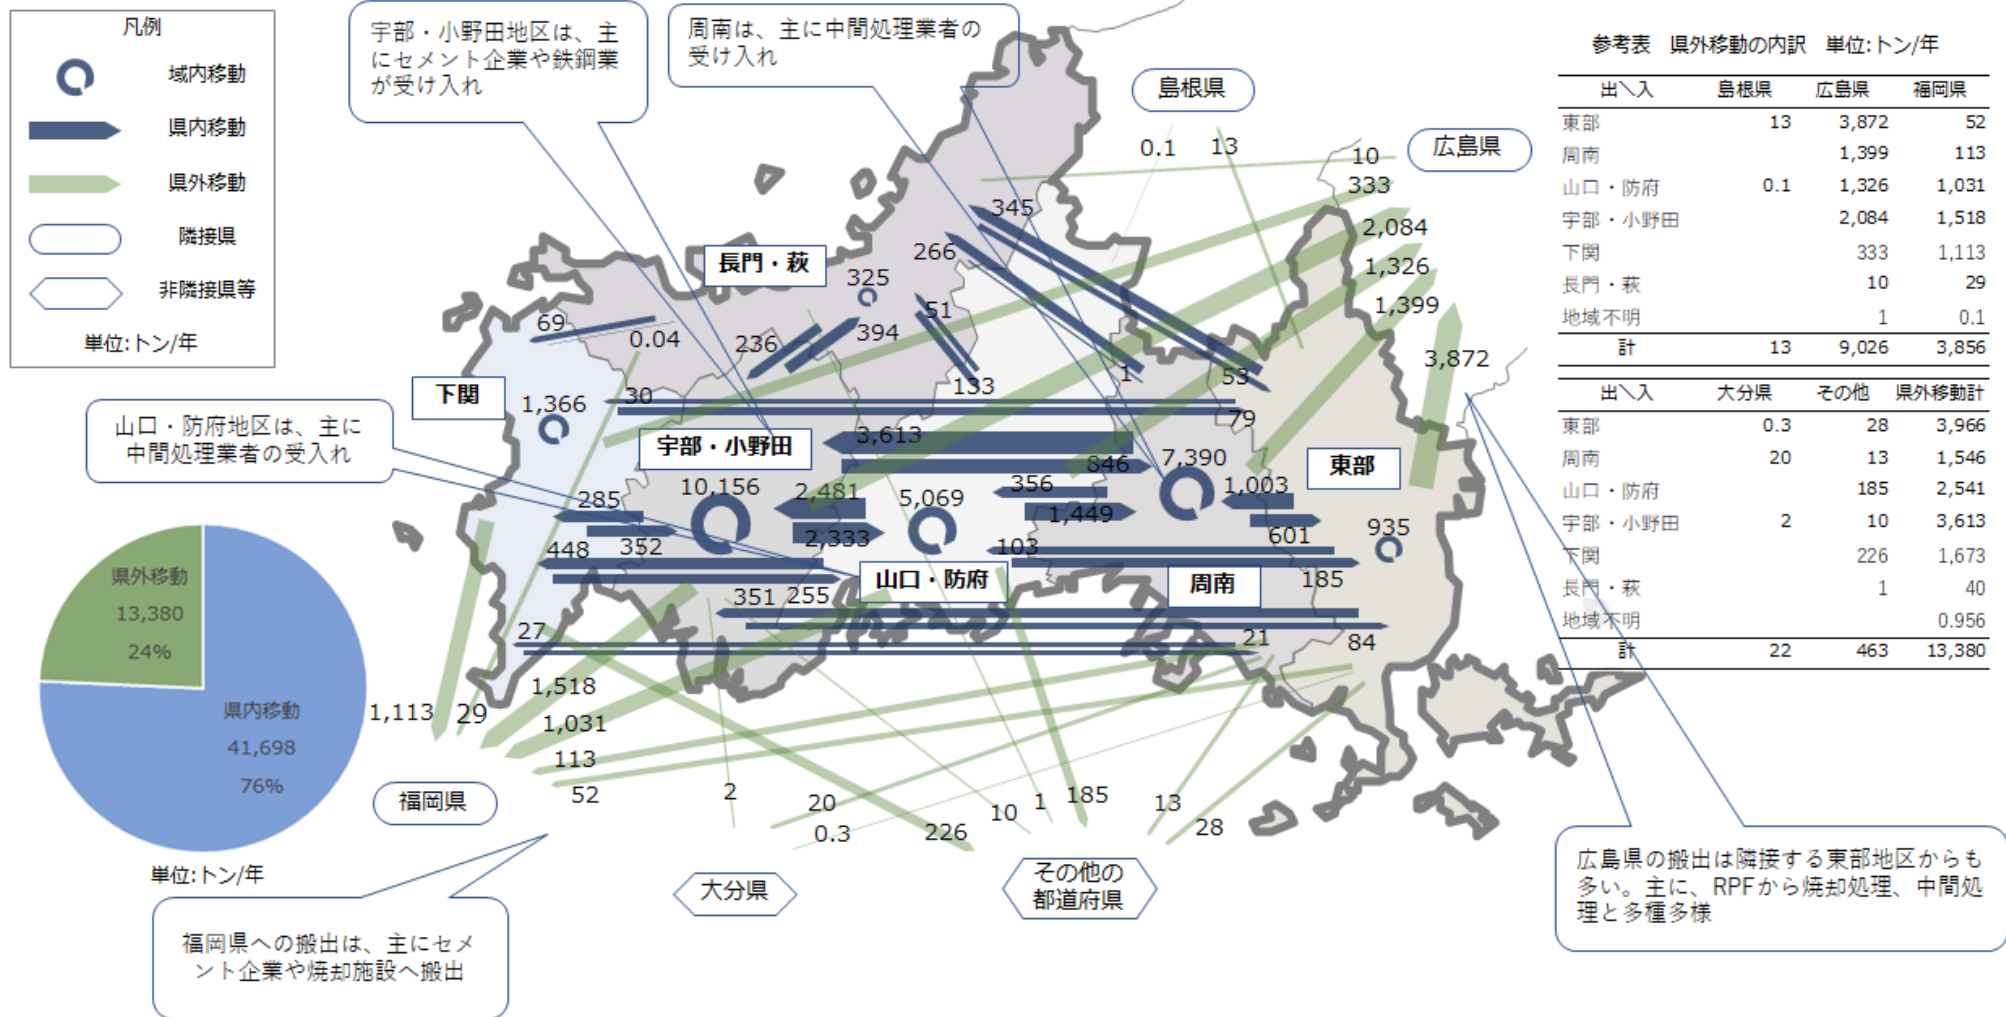 凡例
域内移動
県内移動
県外移動
隣接県
非隣接県等
単位:トン/年
宇部・小野田地区は、主
にセメント企業や鉄鋼業
が受け入れ
周南は、主に中間処理業者の
受け入れ
島根県
広島県
0.1
13
10
333
2,084
1,326
1,399
3,872
345
266
長門・萩
325
51
394
236
69
0.04
133
1
53
下関
1,366
30
79
山口・防府地区は、主に
中間処理業者の受入れ
宇部・小野田
3,613
846
7,390
東部
10,156
2,481
5,069
356
1,003
285
1,449
352
2,333
601
935
448
103
山口・防府
周南
185
351
255
27
21
84
県外移動
13,380
24%
県内移動
41,698
76%
単位:トン/年
1,113
29
1,518
1,031
113
52
福岡県
2
20
0.3
226
10
1
185
13
28
大分県
その他の
都道府県
福岡県への搬出は、主にセメ
ント企業や焼却施設へ搬出
広島県の搬出は隣接する東部地区からも
多い。主に、RPFから焼却処理、中間処
理と多種多様
参考表 県外移動の内訳 単位:トン/年
出＼入 島根県 広島県 福岡県
東部 13 3,872 52
周南 1,399 113
山口・防府 0.1 1,326 1,031
宇部・小野田 2,084 1,518
下関 333 1,113
長門・萩 10 29
地域不明 1 0.1
計 13 9,026 3,856
出＼入 大分県 その他 県外移動計
東部 0.3 28 3,966
周南 20 13 1,546
山口・防府 185 2,541
宇部・小野田 2 10 3,613
下関 226 1,673
長門・萩 1 40
地域不明 0.956
計 22 463 13,380